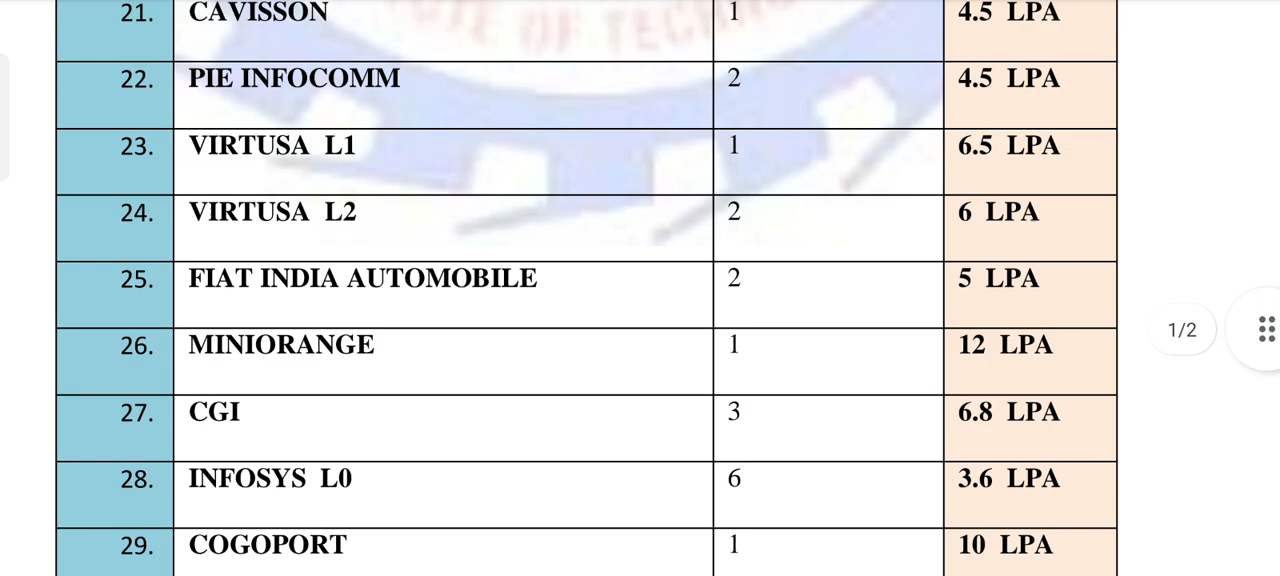 21. CAVISSON 1 4.5 LPA
OF TECHNO
22. PIE INFOCOMM 2 4.5 LPA
23. VIRTUSA L1 1 6.5 LPA
24. VIRTUSA L2 2 6 LPA
25. FIAT INDIA AUTOMOBILE 2 5 LPA
26. MINIORANGE 1 12 LPA
1/2
27. CGI 3 6.8 LPA
28. INFOSYS L0 6 3.6 LPA
29. COGOPORT 1 10 LPA